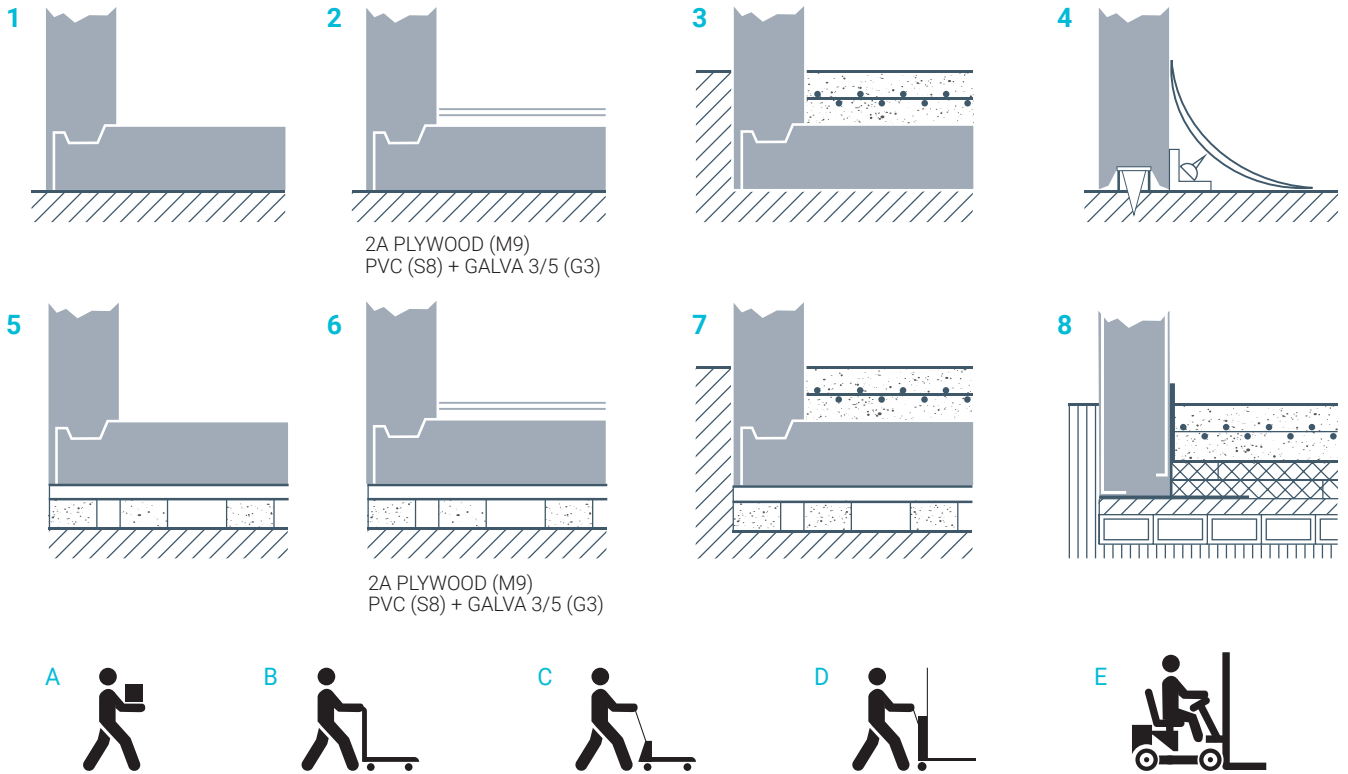 1
2
3
4
2A PLYWOOD (M9)
PVC (S8) + GALVA 3/5 (G3)
5
6
7
8
2A PLYWOOD (M9)
PVC (S8) + GALVA 3/5 (G3)
A
B
C
D
E